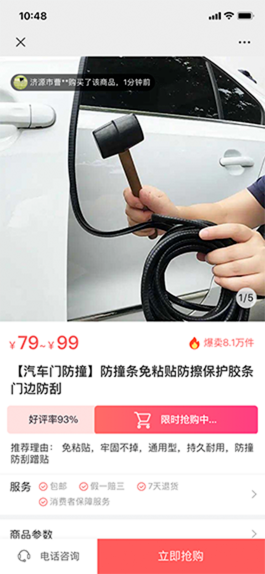 10:48
济源市曹**购买了该商品，1分钟前
1/5
￥79~￥99
爆卖8.1万件
【汽车门防撞】防撞条免粘贴防擦保护胶条
门边防刮
好评率93%
限时抢购中...
推荐理由： 免粘贴，牢固不掉，通用型，持久耐用，防撞
防刮蹭贴
服务 包邮 假一赔三 7天退货
消费者保障服务
商品参数
电话咨询
立即抢购